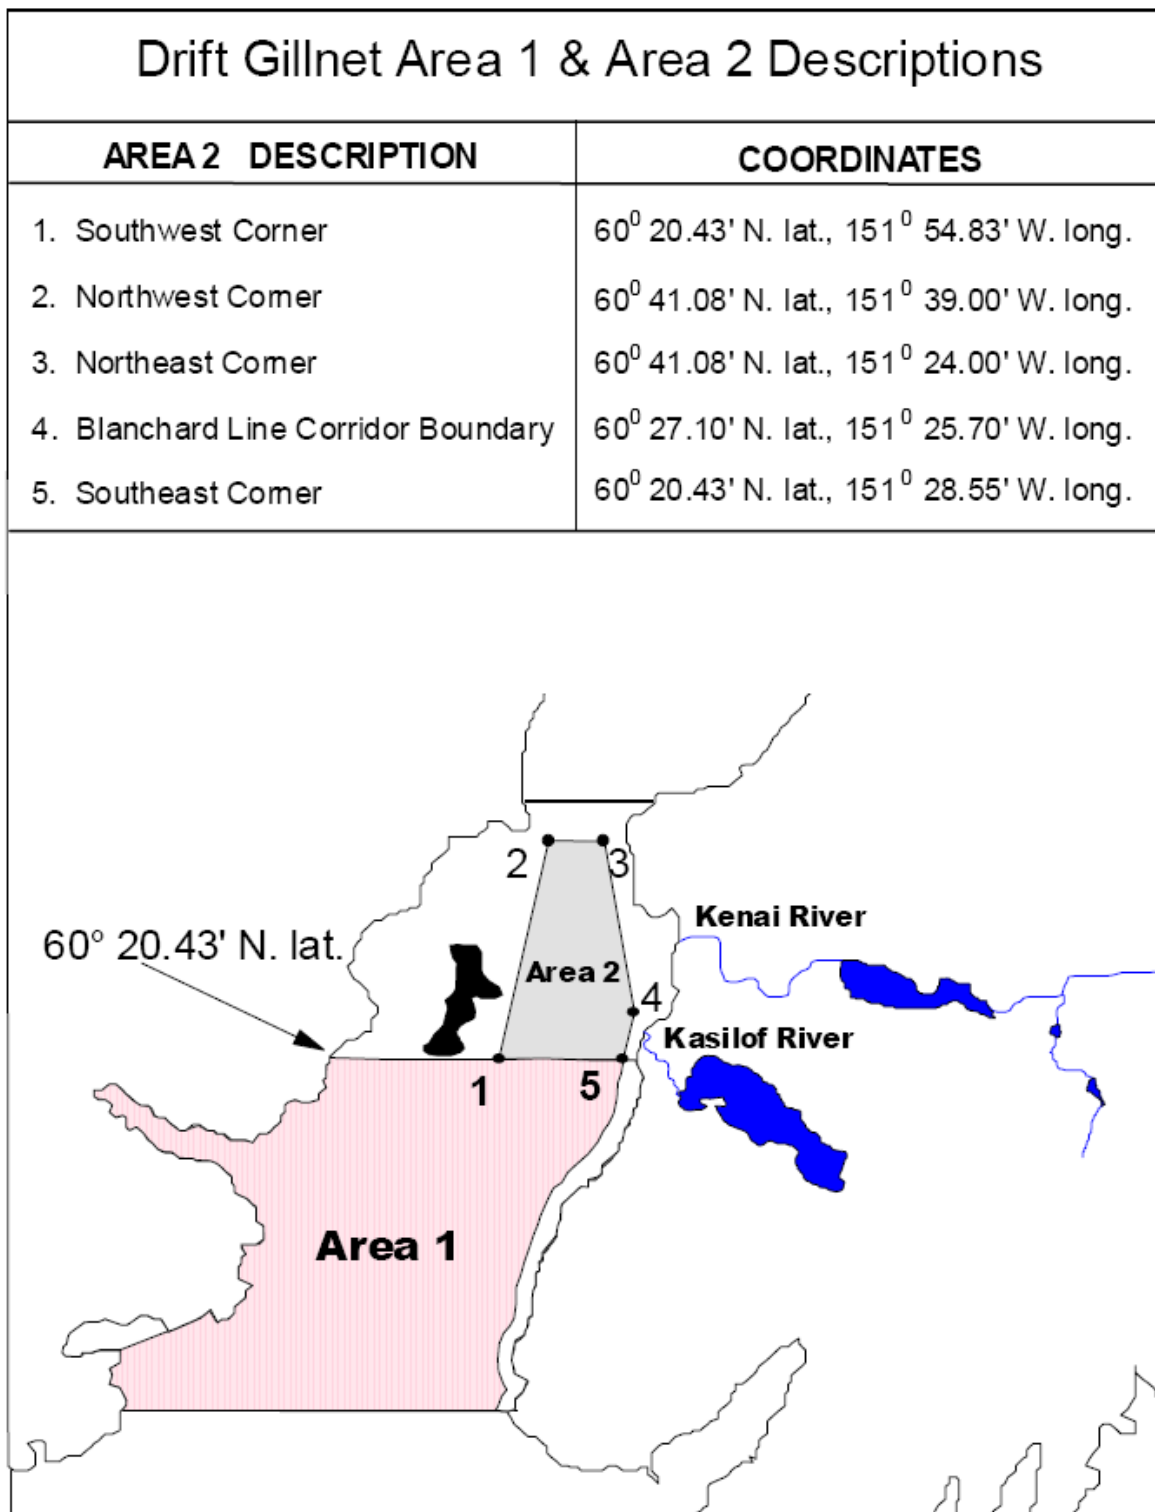 Drift Gillnet Area 1 & Area 2 Descriptions
AREA 2 DESCRIPTION COORDINATES
1. Southwest Corner 60⁰ 20.43' N. lat., 151⁰ 54.83' W. long.
2. Northwest Corner 60⁰ 41.08' N. lat., 151⁰ 39.00' W. long.
3. Northeast Corner 60⁰ 41.08' N. lat., 151⁰ 24.00' W. long.
4. Blanchard Line Corridor Boundary 60⁰ 27.10' N. lat., 151⁰ 25.70' W. long.
5. Southeast Corner 60⁰ 20.43' N. lat., 151⁰ 28.55' W. long.
2 3
Kenai River
60° 20.43' N. lat.
Area 2
4
Kasilof River
1 5
Area 1